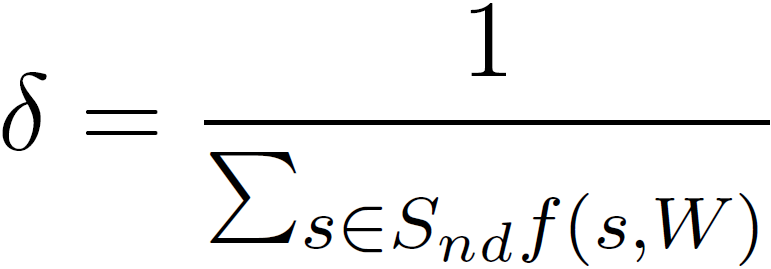 δ = 1 / ∑_{s∈S_{nd}f(s,W)}